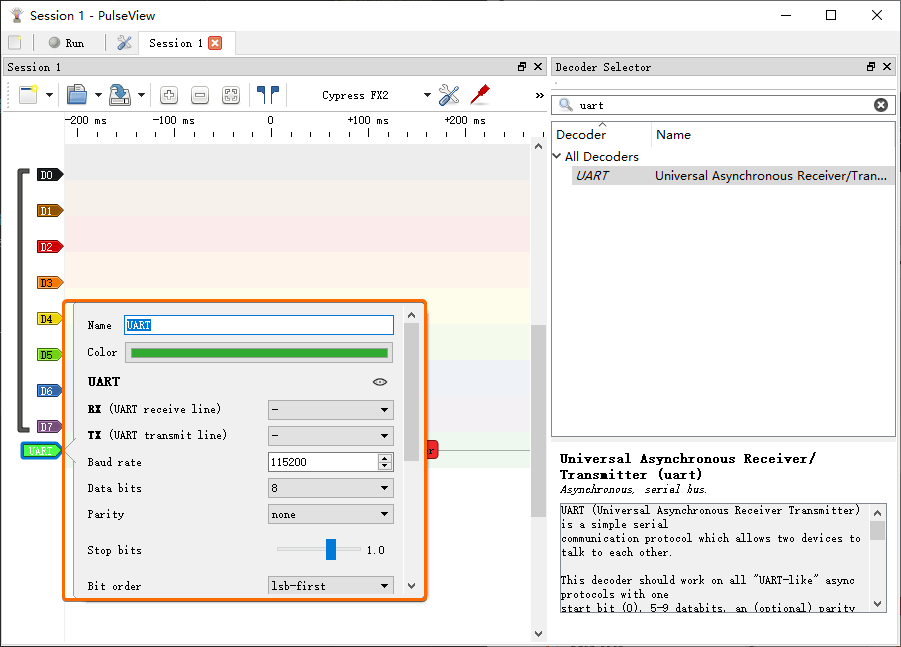 Session 1 - PulseView
Run
Session 1
Session 1
Decoder Selector
Cypress FX2
»
uart
-200 ms
-100 ms
0
+100 ms
+200 ms
Decoder
Name
All Decoders
UART
Universal Asynchronous Receiver/Tran...
D0
D1
D2
D3
D4
D5
D6
D7
UART
Name
UART
Color
UART
RX (UART receive line)
-
TX (UART transmit line)
-
Baud rate
115200
Data bits
8
Parity
none
Stop bits
1.0
Bit order
lsb-first
r
Universal Asynchronous Receiver/
Transmitter (uart)
Asynchronous, serial bus.
UART (Universal Asynchronous Receiver Transmitter)
is a simple serial
communication protocol which allows two devices to
talk to each other.
This decoder should work on all "UART-like" async
protocols with one
start bit (0), 5-9 databits, an (optional) parity